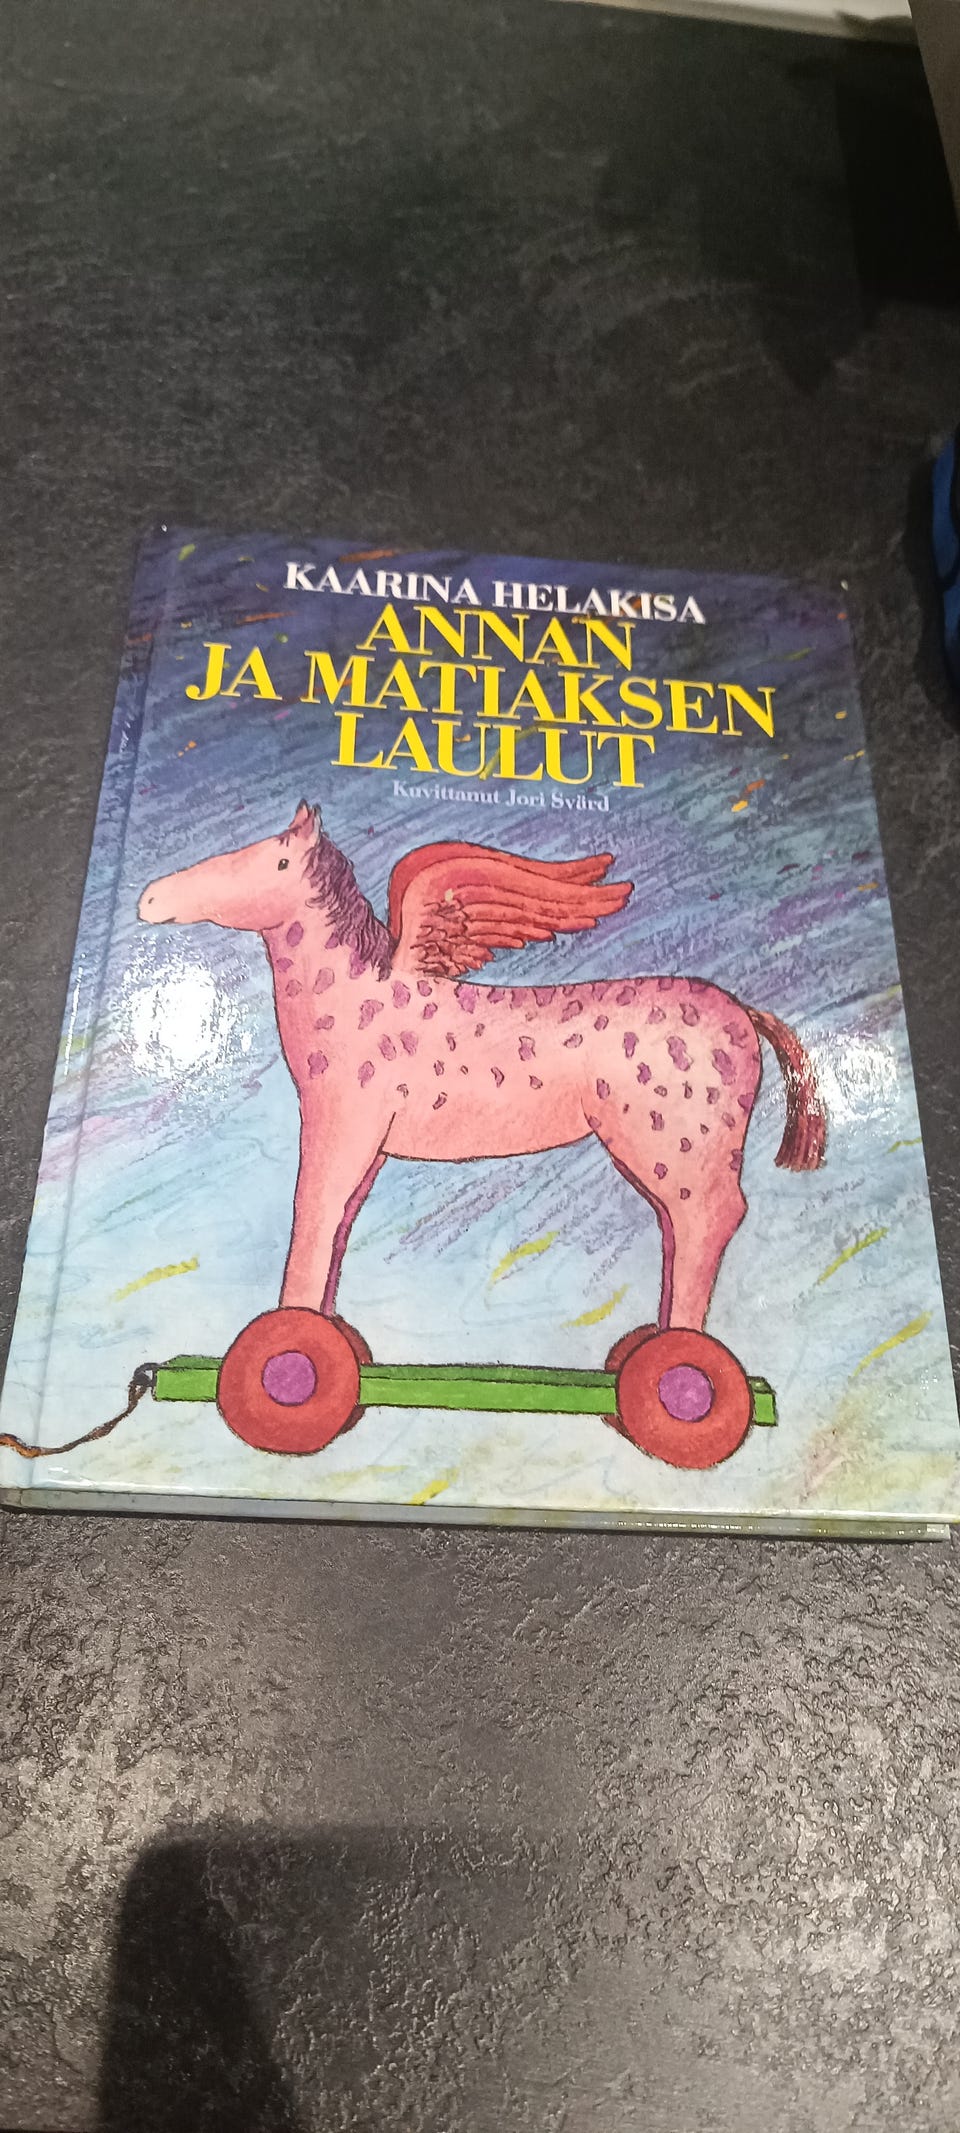 KAARINA HELAKISA
ANNAN
JA MATIAKSEN
LAULUT
Kuvittanut Jori Svärd